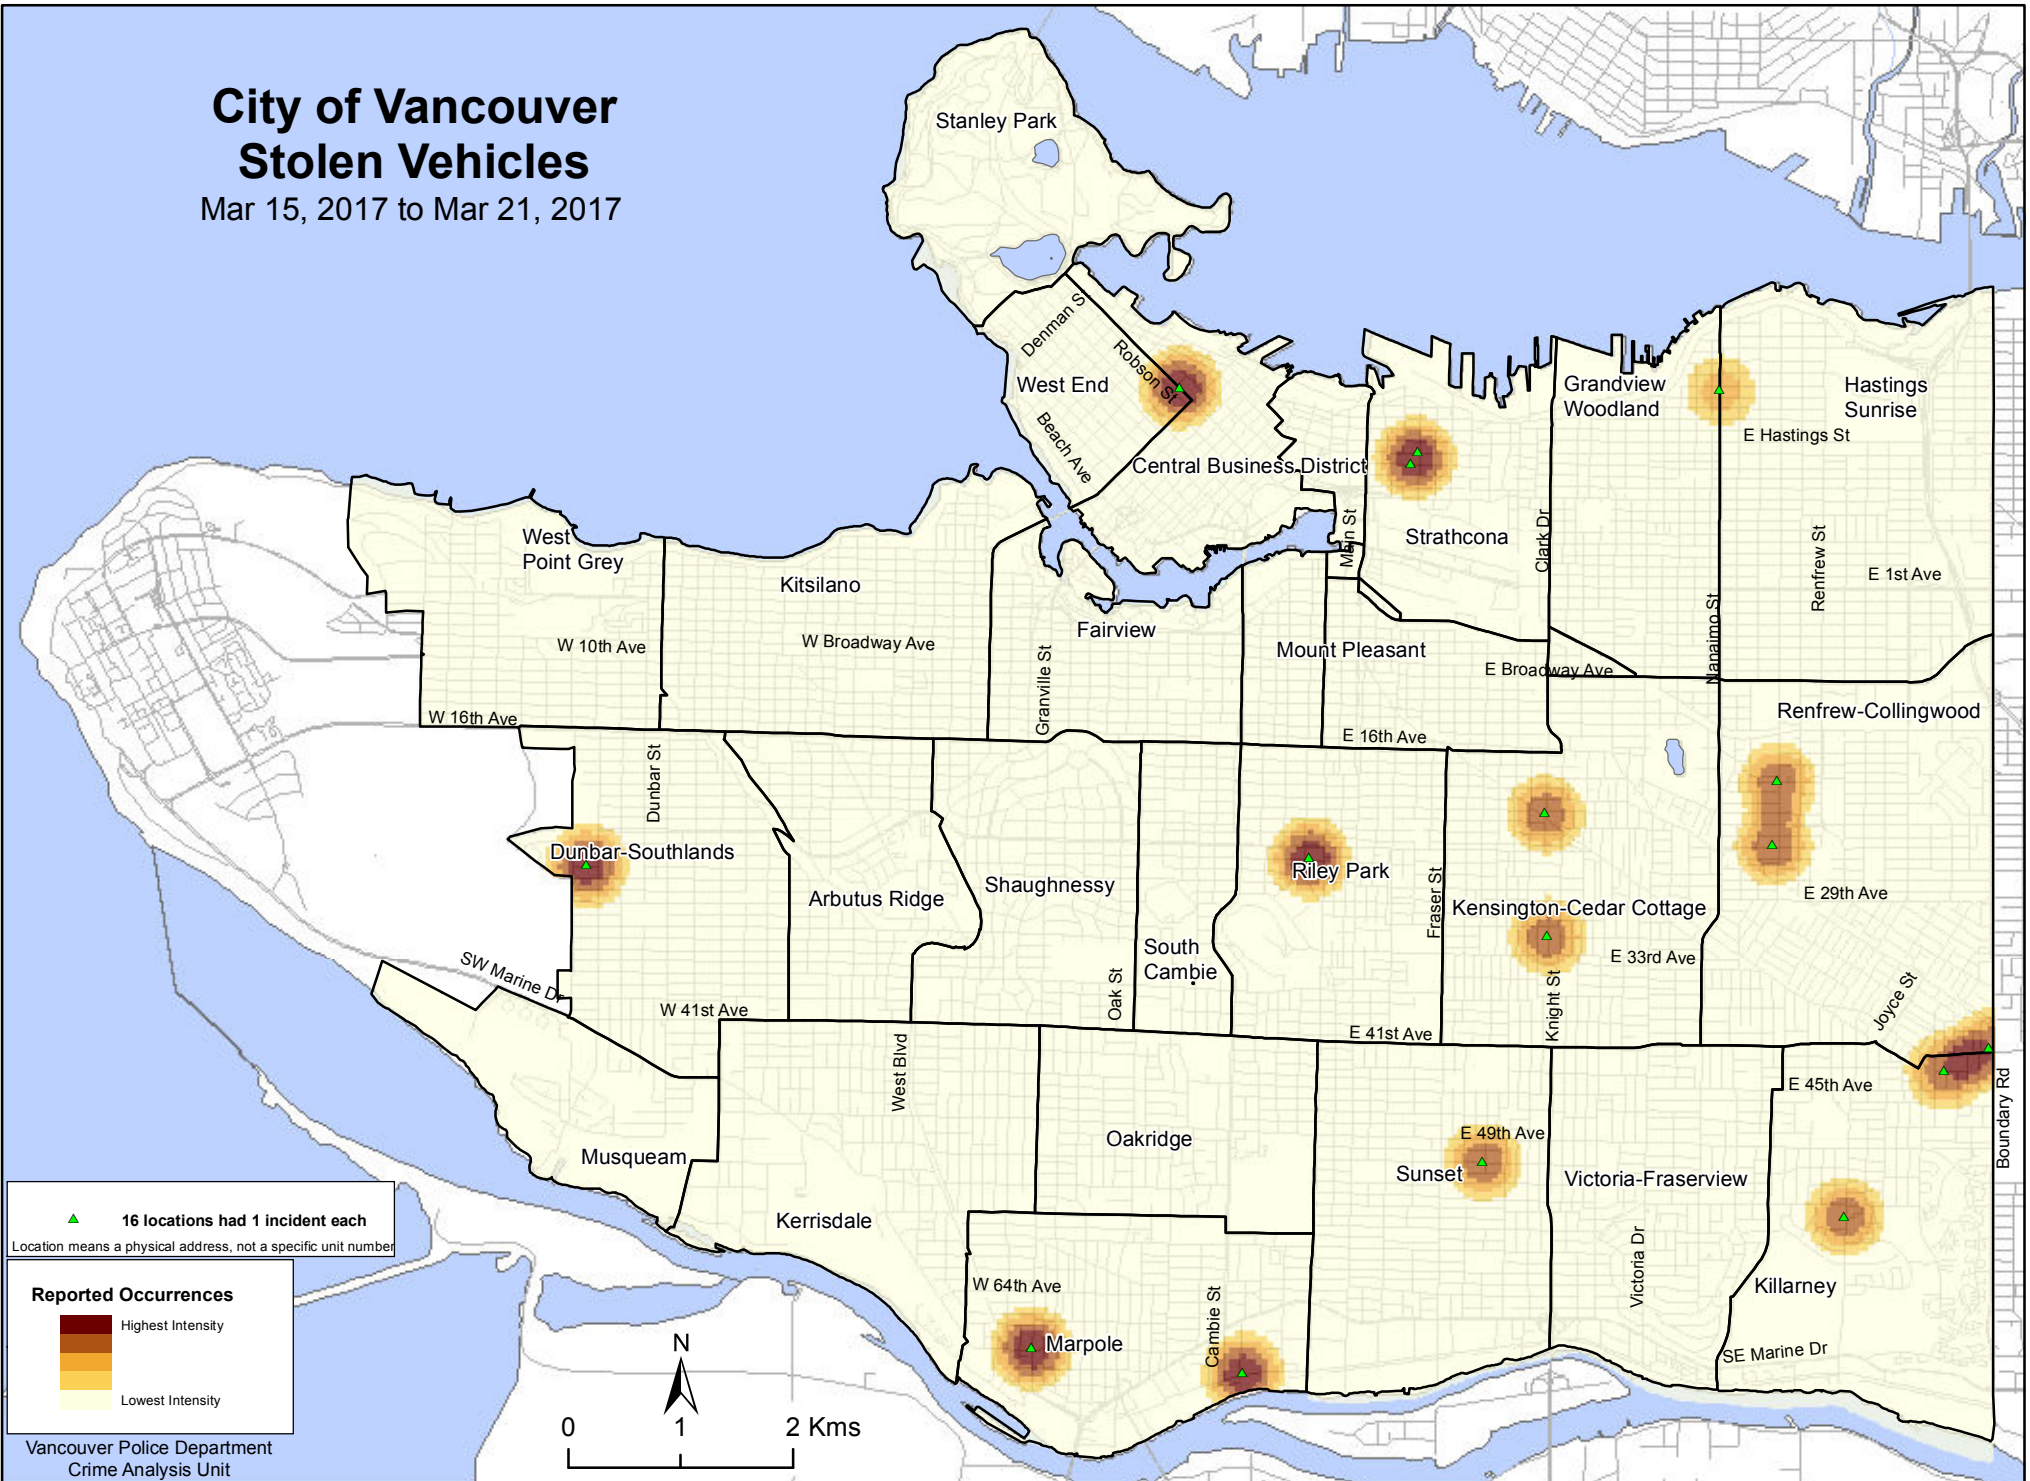 City of Vancouver
Stolen Vehicles
Mar 15, 2017 to Mar 21, 2017
Stanley Park
Denman S
Robson St
West End
Beach Ave
Central Business District
Grandview
Woodland
Hastings
Sunrise
E Hastings St
West
Point Grey
Kitsilano
Main St
Strathcona
Clark Dr
Renfrew St
E 1st Ave
Nanaimo St
W 10th Ave
W Broadway Ave
Fairview
Granville St
Mount Pleasant
E Broadway Ave
W 16th Ave
E 16th Ave
Renfrew-Collingwood
Dunbar St
Dunbar-Southlands
Arbutus Ridge
Shaughnessy
Riley Park
Fraser St
Kensington-Cedar Cottage
E 29th Ave
South
Cambie
Oak St
SW Marine Dr
E 33rd Ave
Knight St
Joyce St
W 41st Ave
E 41st Ave
West Blvd
E 45th Ave
Boundary Rd
Musqueam
Oakridge
E 49th Ave
Sunset
Victoria-Fraserview
Kerrisdale
Victoria Dr
Killarney
W 64th Ave
Marpole
Cambie St
SE Marine Dr
16 locations had 1 incident each
Location means a physical address, not a specific unit number
Reported Occurrences
Highest Intensity
Lowest Intensity
Vancouver Police Department
Crime Analysis Unit
N
0 1 2 Kms